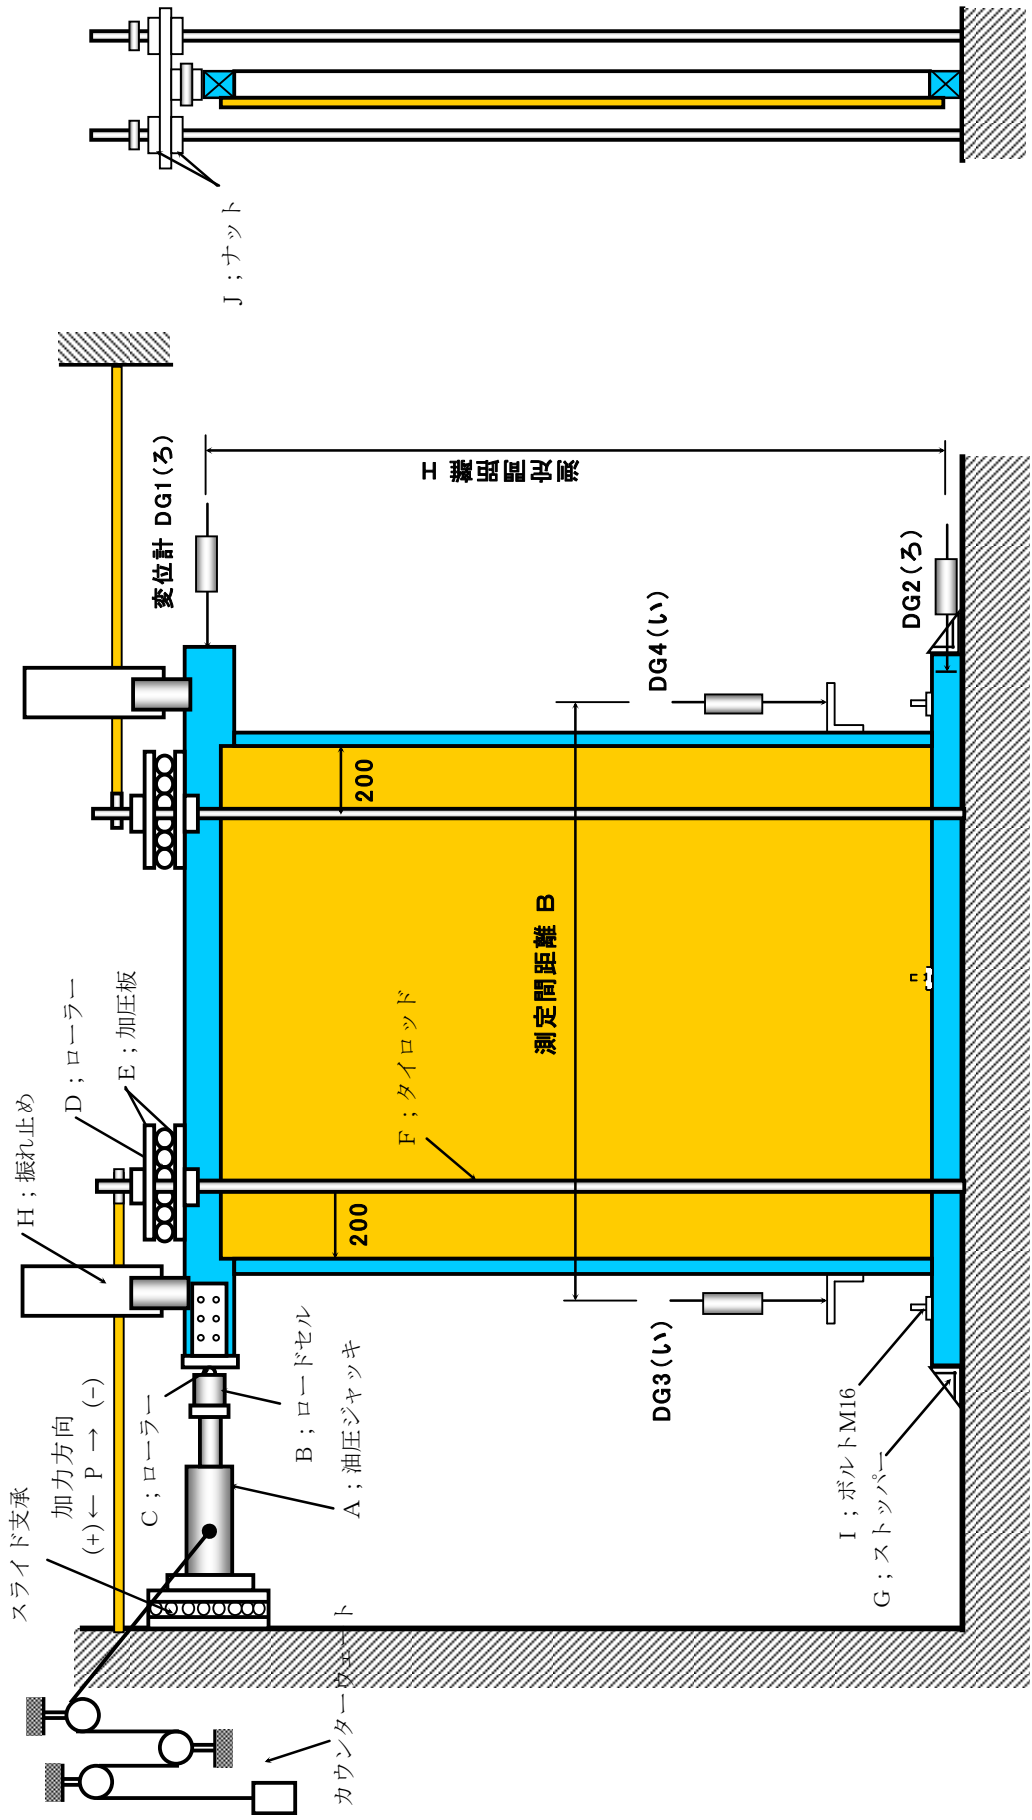 カウンターウェート
スライド支承
加力方向
(+)← P → (-)
H；振れ止め
D；ローラー
E；加圧板
C；ローラー
B；ロードセル
A；油圧ジャッキ
F；タイロッド
200
200
測定間距離 B
DG3(い)
DG4(い)
変位計 DG1(ろ)
DG2(ろ)
測定間距離 H
I；ボルトM16
G；ストッパー
J；ナット